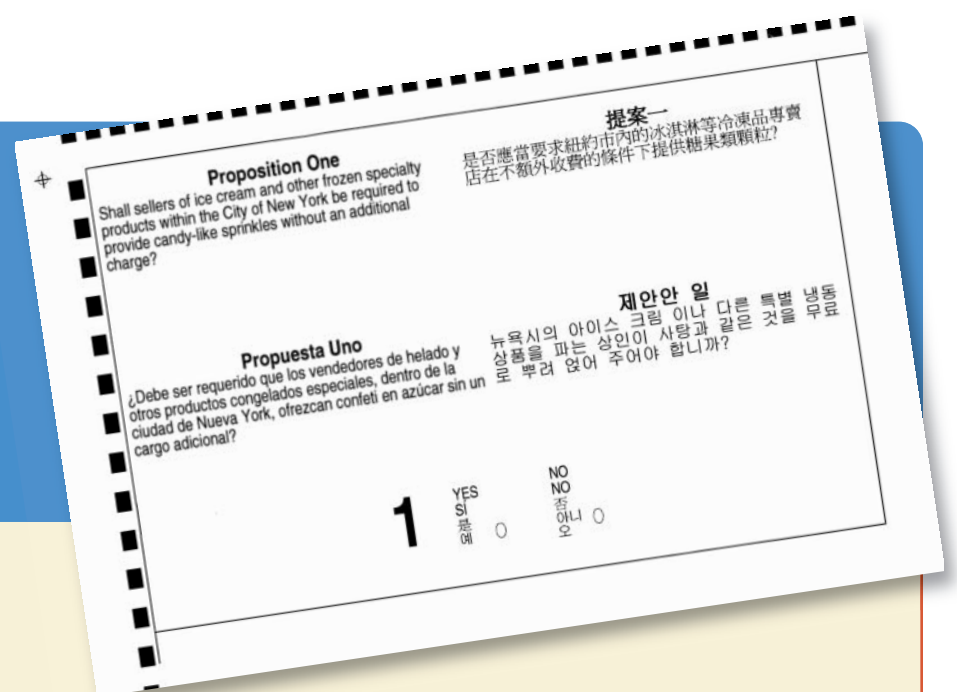 Proposition One
Shall sellers of ice cream and other frozen specialty
products within the City of New York be required to
provide candy-like sprinkles without an additional
charge?
提案一
是否應當要求紐約市內的冰淇淋等冷凍品專賣
店在不額外收費的條件下提供糖果類顆粒?
Propuesta Uno
¿Debe ser requerido que los vendedores de helado y
otros productos congelados especiales, dentro de la
ciudad de Nueva York, ofrezcan confeti en azúcar sin un
cargo adicional?
제안안 일
뉴욕시의 아이스 크림 이나 다른 특별 냉동
상품을 파는 상인이 사탕과 같은 것을 무료
로 뿌려 얹어 주어야 합니까?
1
YES
SÍ
是
예
NO
NO
否
아니
오